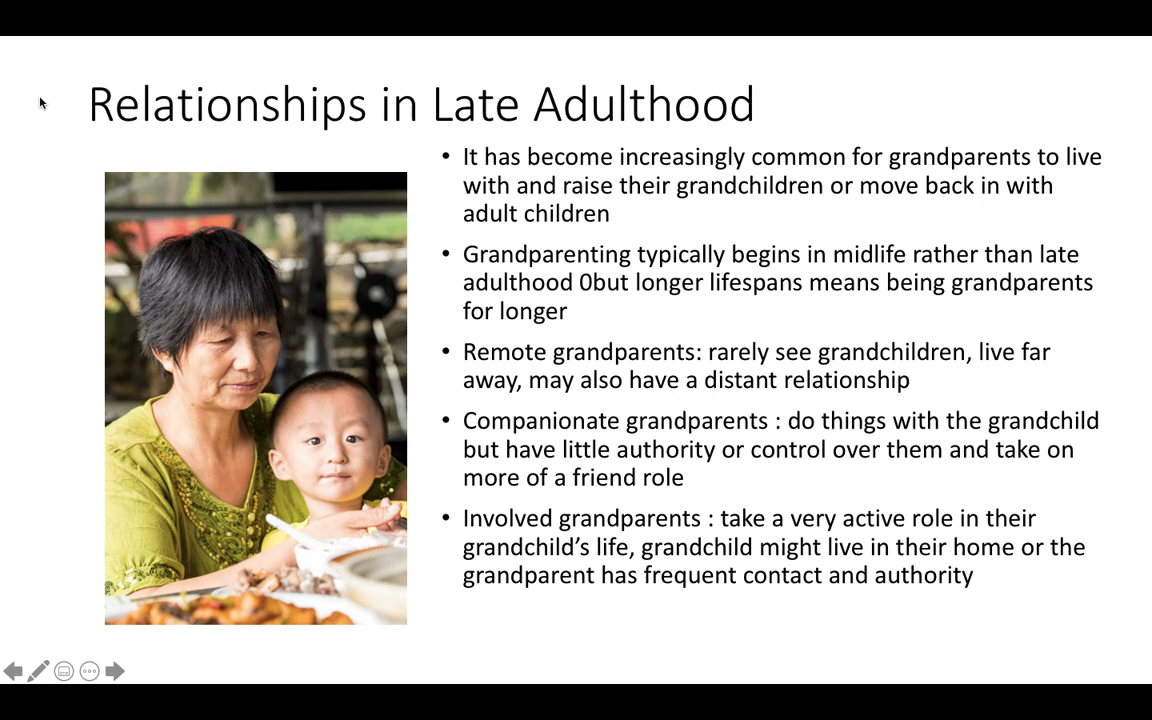 Relationships in Late Adulthood
• It has become increasingly common for grandparents to live
with and raise their grandchildren or move back in with
adult children
• Grandparenting typically begins in midlife rather than late
adulthood 0but longer lifespans means being grandparents
for longer
• Remote grandparents: rarely see grandchildren, live far
away, may also have a distant relationship
• Companionate grandparents : do things with the grandchild
but have little authority or control over them and take on
more of a friend role
• Involved grandparents : take a very active role in their
grandchild’s life, grandchild might live in their home or the
grandparent has frequent contact and authority